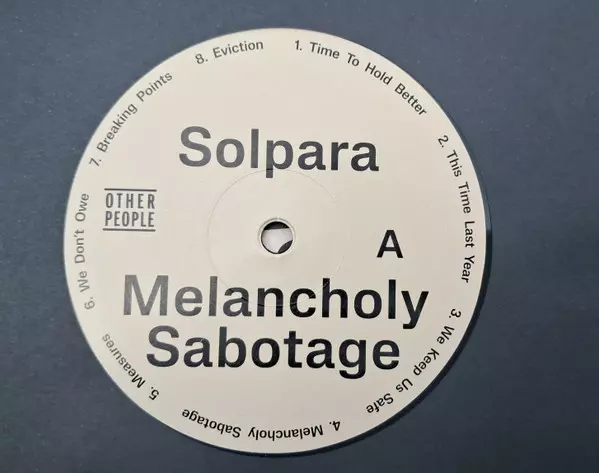 Solpara
OTHER
PEOPLE
A
Melancholy
Sabotage
1. Time To Hold Better
2. This Time Last Year
3. We Keep Us Safe
4. Melancholy Sabotage
5. Measures
6. We Don't Owe
7. Breaking Points
8. Eviction